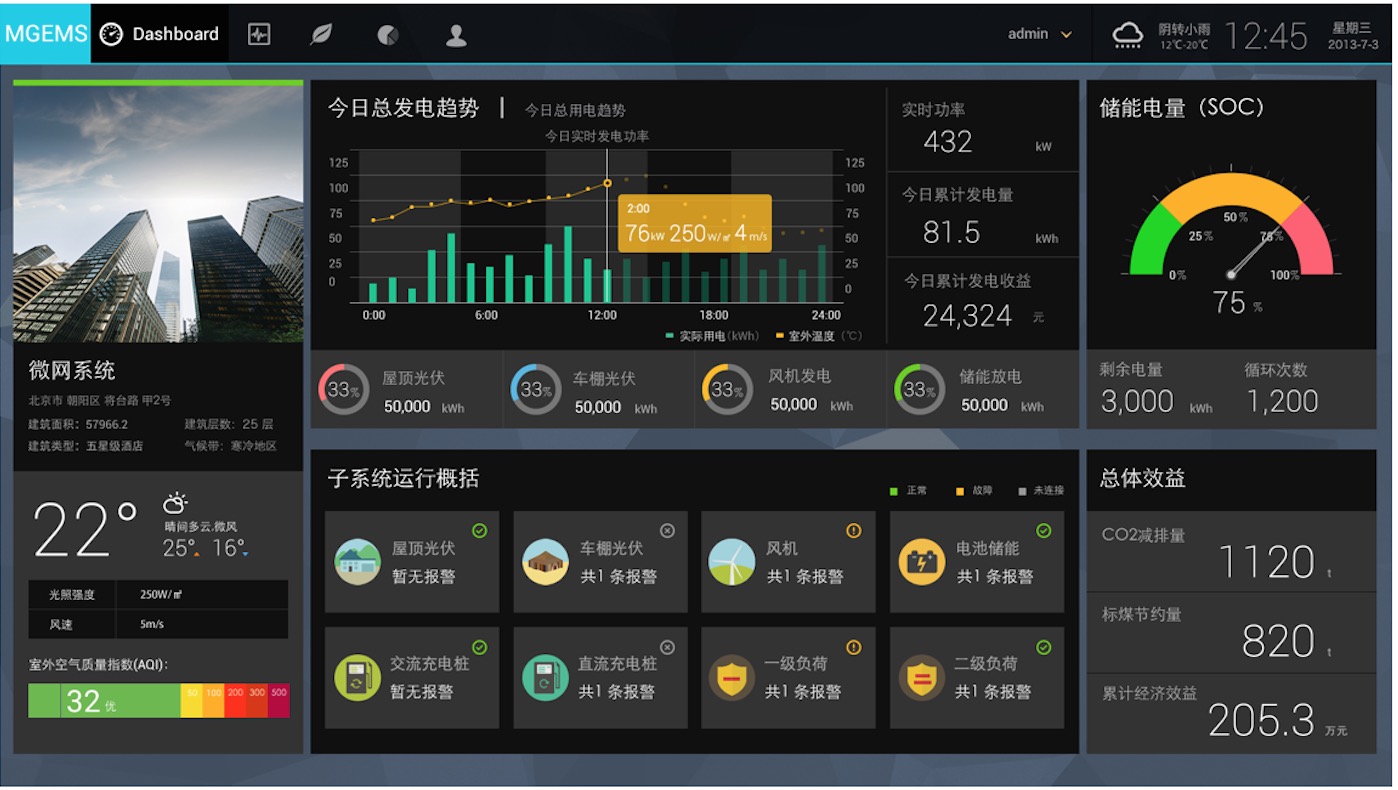 MGEMS
Dashboard
admin
阴转小雨
12℃-20℃
12:45
星期三
2013-7-3
微网系统
北京市 朝阳区 将台路 甲2号
建筑面积：57966.2
建筑层数：25 层
建筑类型：五星级酒店
气候带：寒冷地区
22°
晴间多云.微风
25° 16°
光照强度 250W/㎡
风速 5m/s
室外空气质量指数(AQI)：
32 优 50 100 200 300 500
今日总发电趋势 | 今日总用电趋势
今日实时发电功率
125 125
100 100
75 75
50 50
25 25
0 0
2:00
76kW 250W/㎡ 4m/s
0:00 6:00 12:00 18:00 24:00
实际用电(kWh) 室外温度（℃）
实时功率
432 kW
今日累计发电量
81.5 kWh
今日累计发电收益
24,324 元
33% 屋顶光伏
50,000 kWh
33% 车棚光伏
50,000 kWh
33% 风机发电
50,000 kWh
33% 储能放电
50,000 kWh
储能电量（SOC）
0% 25% 50% 75% 100%
75 %
剩余电量
3,000 kWh
循环次数
1,200
子系统运行概括
正常 故障 未连接
屋顶光伏
暂无报警
车棚光伏
共1 条报警
风机
共1 条报警
电池储能
共1 条报警
交流充电桩
暂无报警
直流充电桩
共1 条报警
一级负荷
共1 条报警
二级负荷
共1 条报警
总体效益
CO2减排量
1120 t
标煤节约量
820 t
累计经济效益
205.3 万元